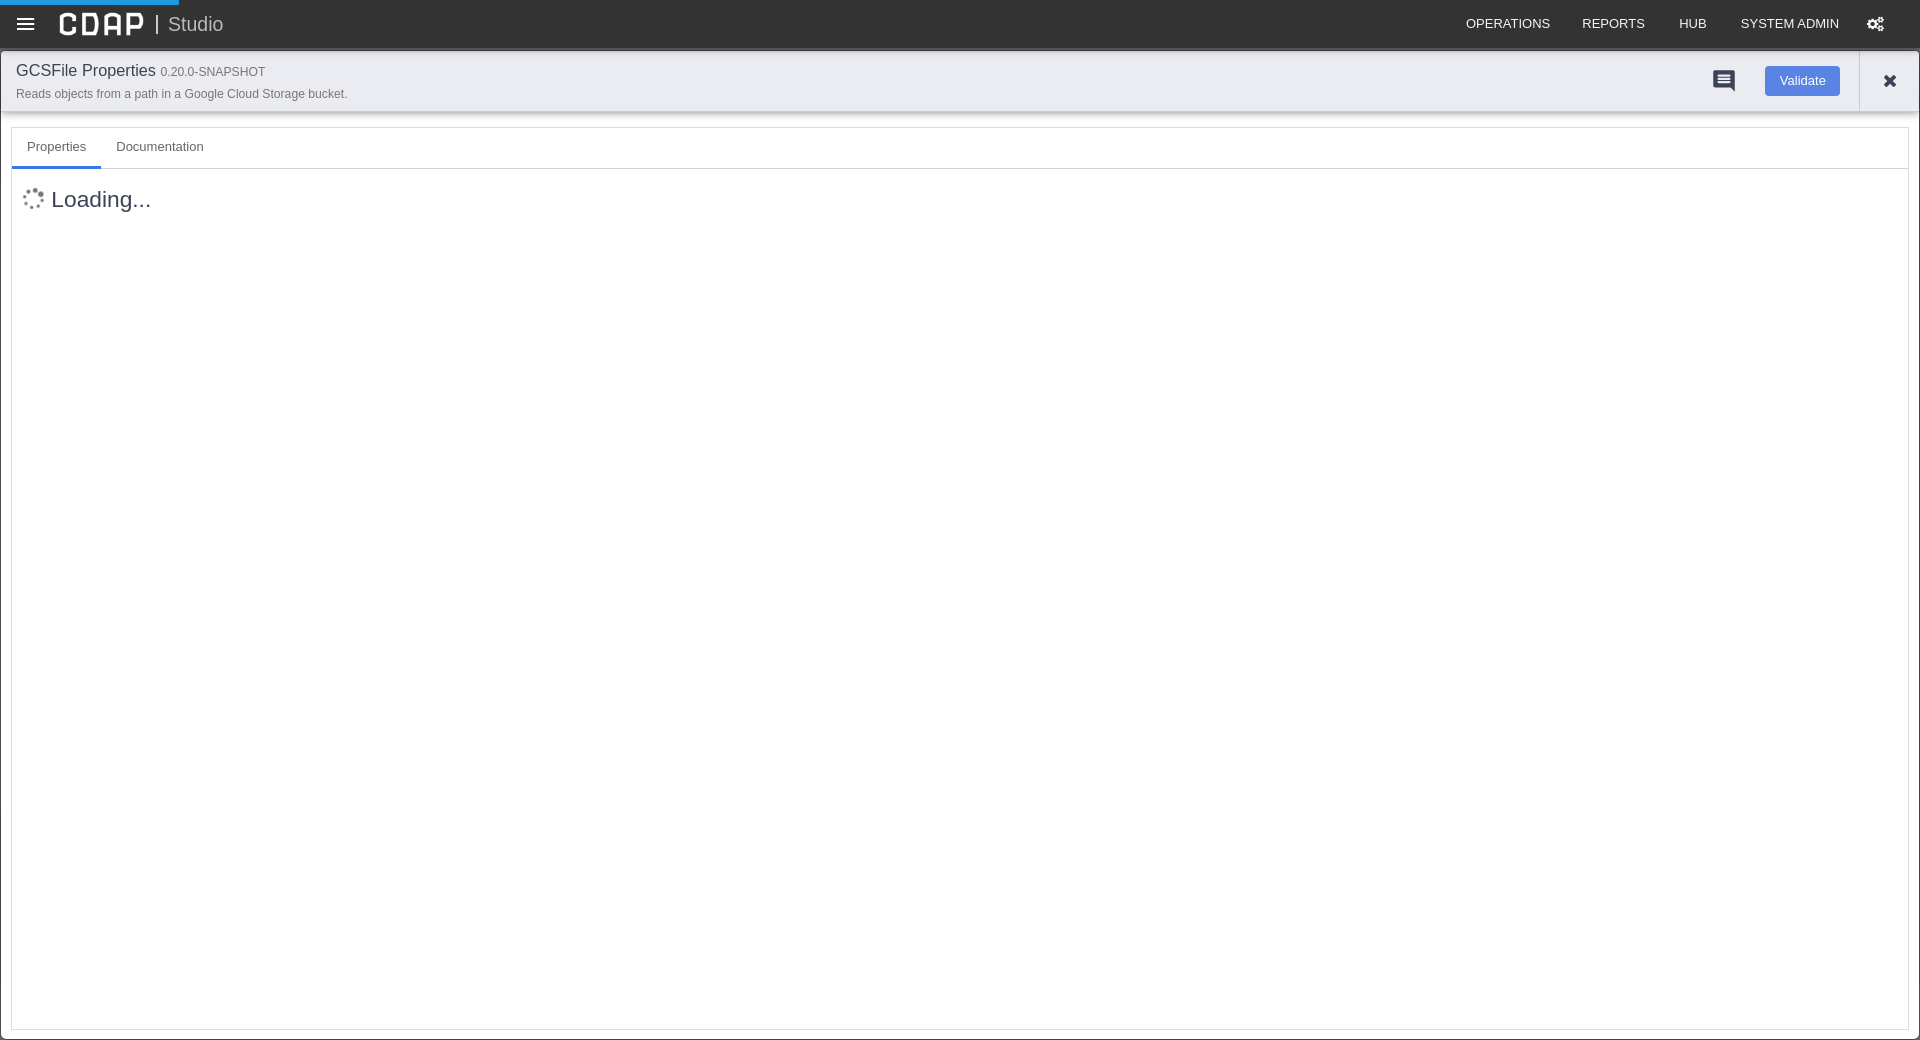 CDAP | Studio
OPERATIONS REPORTS HUB SYSTEM ADMIN
GCSFile Properties 0.20.0-SNAPSHOT
Reads objects from a path in a Google Cloud Storage bucket.
Validate
Properties Documentation
Loading...